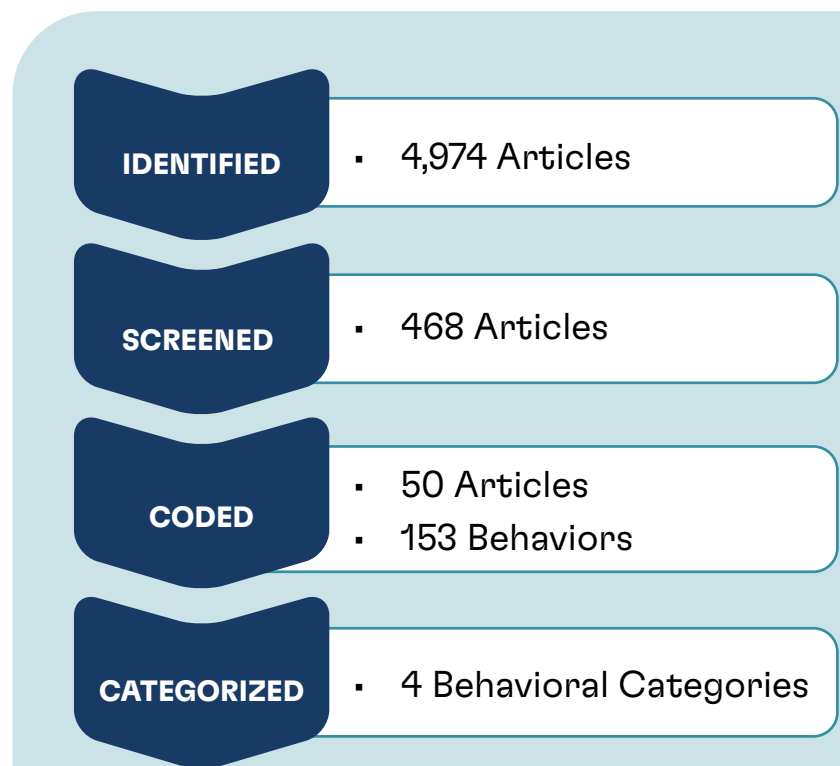 IDENTIFIED
▪ 4,974 Articles
SCREENED
▪ 468 Articles
CODED
▪ 50 Articles
▪ 153 Behaviors
CATEGORIZED
▪ 4 Behavioral Categories